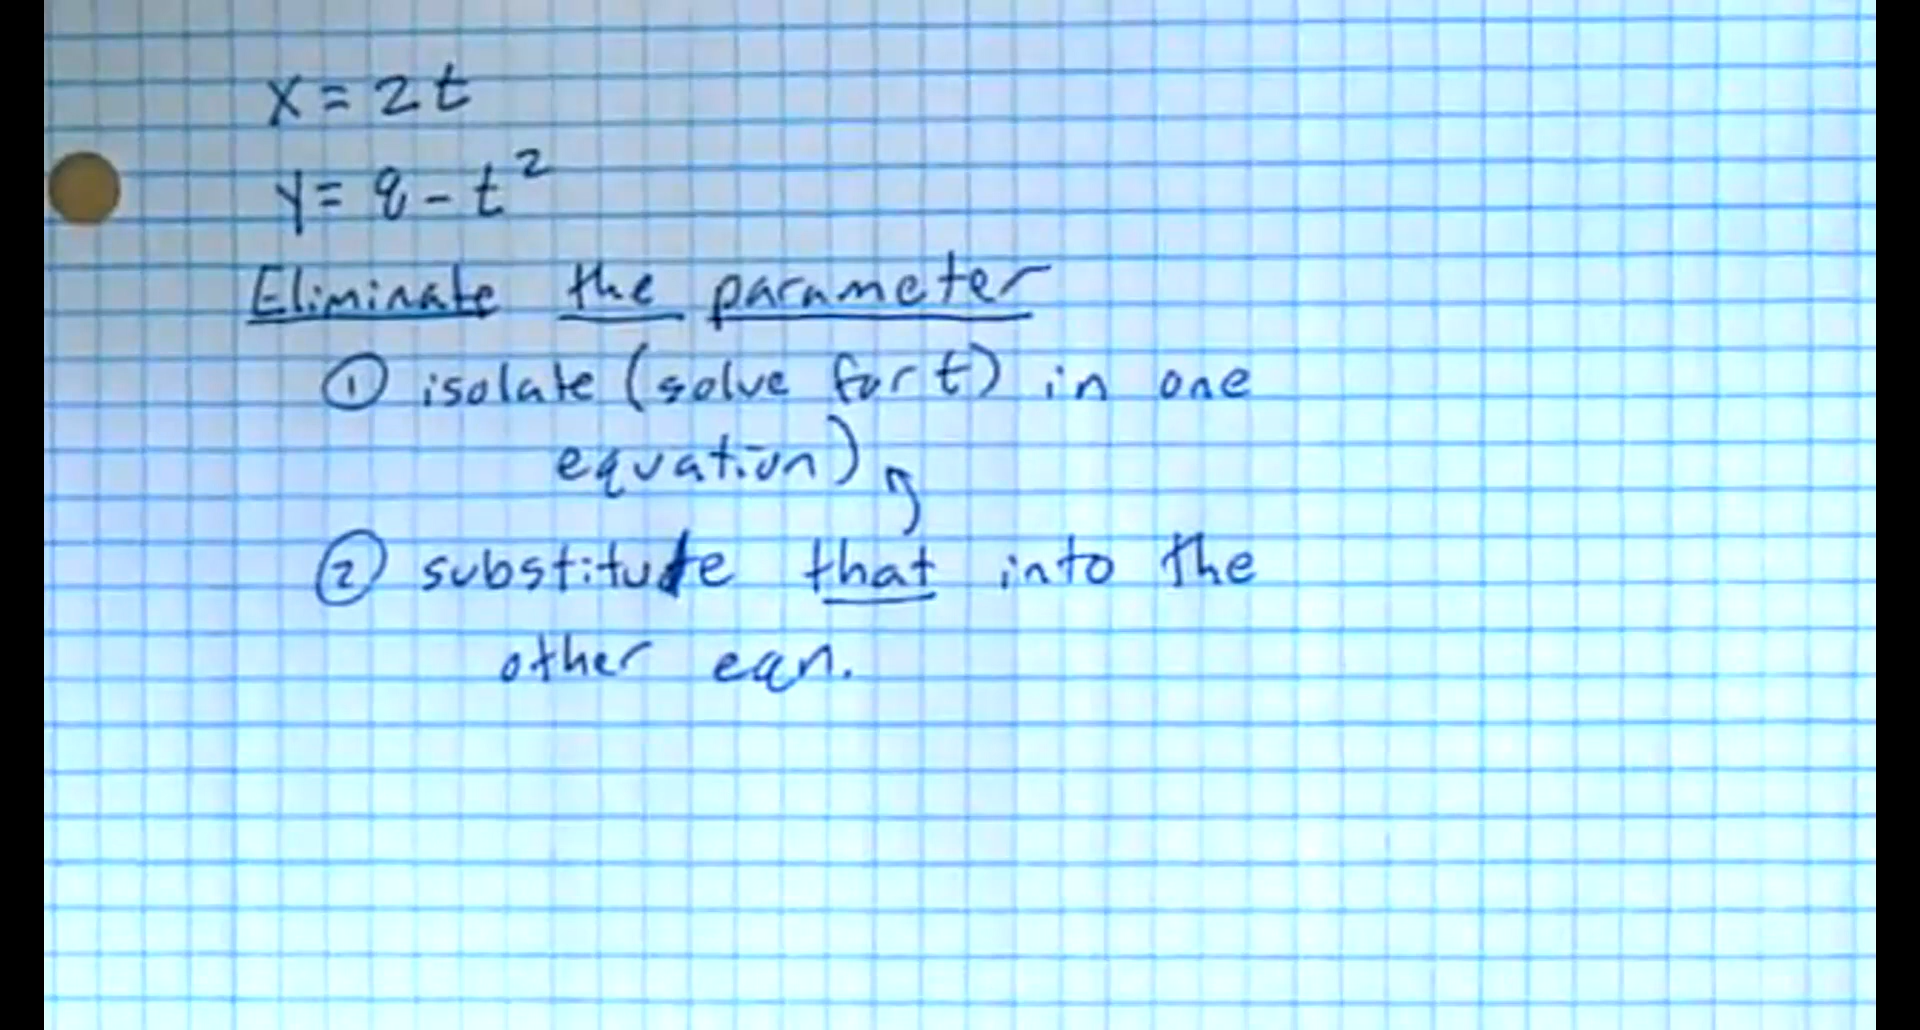 x = 2t
y = 8 - t²
Eliminate the parameter
① isolate (solve for t) in one
equation)
② substitute that into the
other eqn.